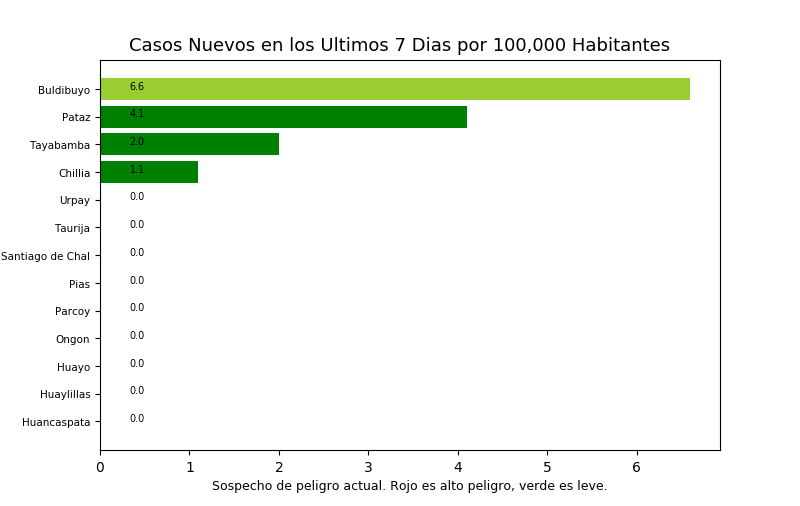 Casos Nuevos en los Ultimos 7 Dias por 100,000 Habitantes
Buldibuyo 6.6
Pataz 4.1
Tayabamba 2.0
Chillia 1.1
Urpay 0.0
Taurija 0.0
Santiago de Chal 0.0
Pias 0.0
Parcoy 0.0
Ongon 0.0
Huayo 0.0
Huaylillas 0.0
Huancaspata 0.0
0 1 2 3 4 5 6
Sospecho de peligro actual. Rojo es alto peligro, verde es leve.